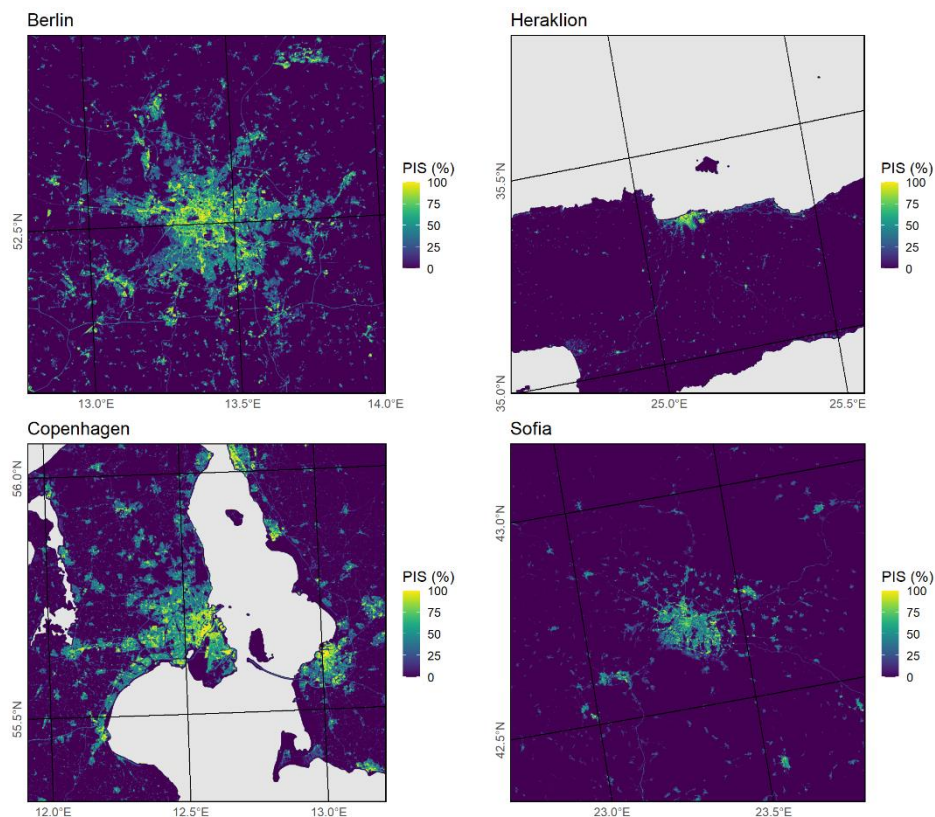 Berlin
52.5°N
13.0°E 13.5°E 14.0°E
PIS (%)
100
75
50
25
0
Heraklion
35.5°N
35.0°N
25.0°E 25.5°E
PIS (%)
100
75
50
25
0
Copenhagen
56.0°N
55.5°N
12.0°E 12.5°E 13.0°E
PIS (%)
100
75
50
25
0
Sofia
43.0°N
42.5°N
23.0°E 23.5°E
PIS (%)
100
75
50
25
0